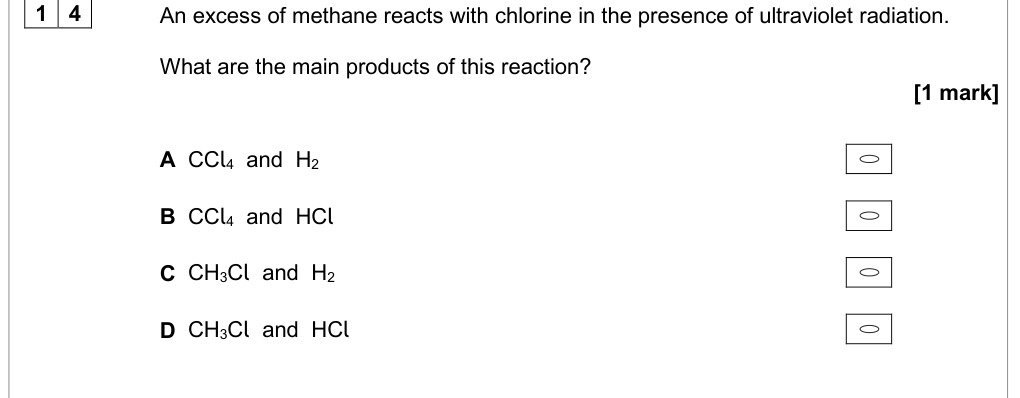 1 4 An excess of methane reacts with chlorine in the presence of ultraviolet radiation.
What are the main products of this reaction?
[1 mark]
A CCl₄ and H₂
B CCl₄ and HCl
C CH₃Cl and H₂
D CH₃Cl and HCl